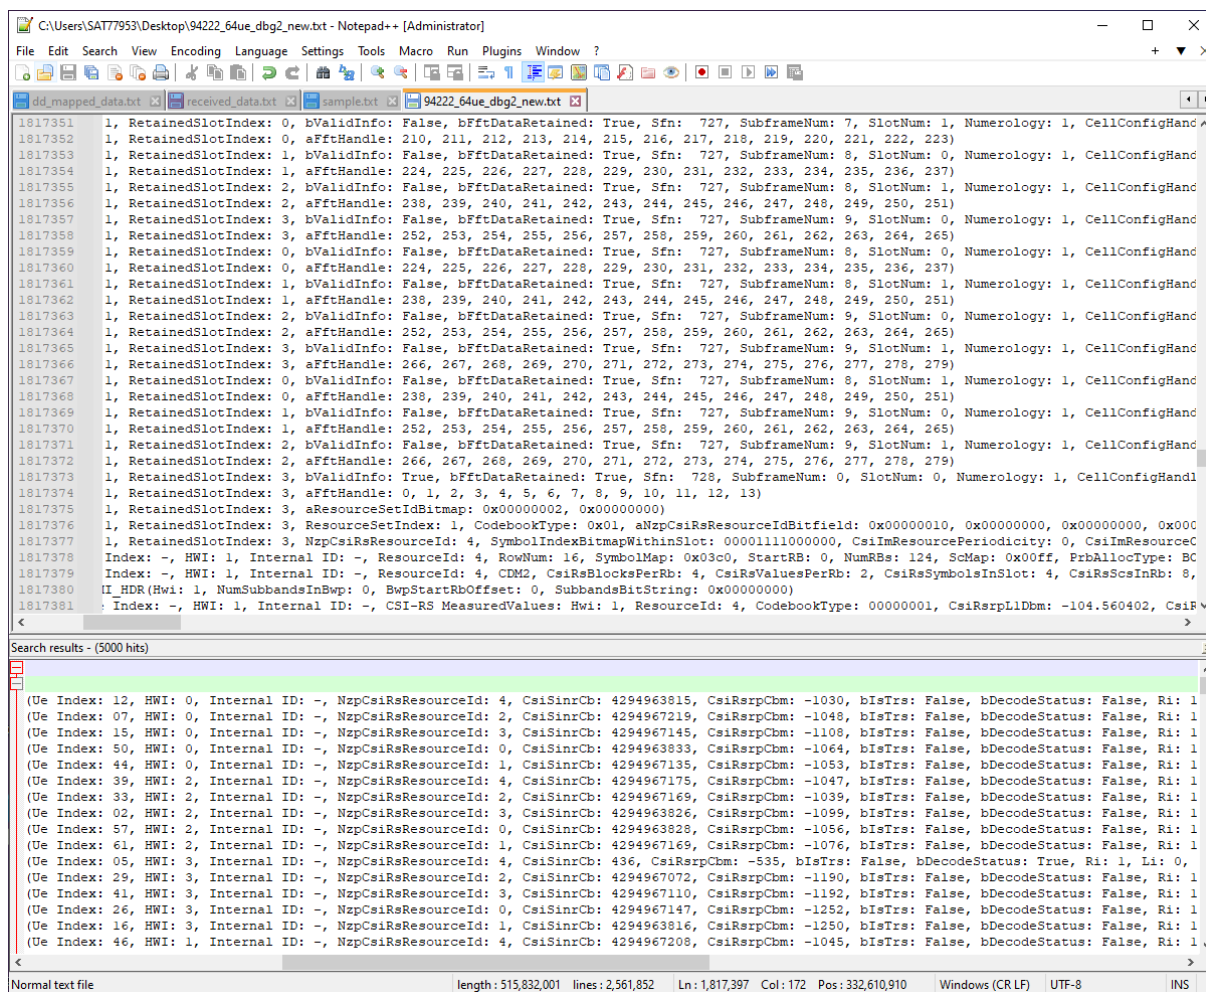 C:\Users\SAT77953\Desktop\94222_64ue_dbg2_new.txt - Notepad++ [Administrator]
File Edit Search View Encoding Language Settings Tools Macro Run Plugins Window ?
dd_mapped_data.txt received_data.txt sample.txt 94222_64ue_dbg2_new.txt
1817351 1, RetainedSlotIndex: 0, bValidInfo: False, bFftDataRetained: True, Sfn: 727, SubframeNum: 7, SlotNum: 1, Numerology: 1, CellConfigHand
1817352 1, RetainedSlotIndex: 0, aFftHandle: 210, 211, 212, 213, 214, 215, 216, 217, 218, 219, 220, 221, 222, 223)
1817353 1, RetainedSlotIndex: 1, bValidInfo: False, bFftDataRetained: True, Sfn: 727, SubframeNum: 8, SlotNum: 0, Numerology: 1, CellConfigHand
1817354 1, RetainedSlotIndex: 1, aFftHandle: 224, 225, 226, 227, 228, 229, 230, 231, 232, 233, 234, 235, 236, 237)
1817355 1, RetainedSlotIndex: 2, bValidInfo: False, bFftDataRetained: True, Sfn: 727, SubframeNum: 8, SlotNum: 1, Numerology: 1, CellConfigHand
1817356 1, RetainedSlotIndex: 2, aFftHandle: 238, 239, 240, 241, 242, 243, 244, 245, 246, 247, 248, 249, 250, 251)
1817357 1, RetainedSlotIndex: 3, bValidInfo: False, bFftDataRetained: True, Sfn: 727, SubframeNum: 9, SlotNum: 0, Numerology: 1, CellConfigHand
1817358 1, RetainedSlotIndex: 3, aFftHandle: 252, 253, 254, 255, 256, 257, 258, 259, 260, 261, 262, 263, 264, 265)
1817359 1, RetainedSlotIndex: 0, bValidInfo: False, bFftDataRetained: True, Sfn: 727, SubframeNum: 8, SlotNum: 0, Numerology: 1, CellConfigHand
1817360 1, RetainedSlotIndex: 0, aFftHandle: 224, 225, 226, 227, 228, 229, 230, 231, 232, 233, 234, 235, 236, 237)
1817361 1, RetainedSlotIndex: 1, bValidInfo: False, bFftDataRetained: True, Sfn: 727, SubframeNum: 8, SlotNum: 1, Numerology: 1, CellConfigHand
1817362 1, RetainedSlotIndex: 1, aFftHandle: 238, 239, 240, 241, 242, 243, 244, 245, 246, 247, 248, 249, 250, 251)
1817363 1, RetainedSlotIndex: 2, bValidInfo: False, bFftDataRetained: True, Sfn: 727, SubframeNum: 9, SlotNum: 0, Numerology: 1, CellConfigHand
1817364 1, RetainedSlotIndex: 2, aFftHandle: 252, 253, 254, 255, 256, 257, 258, 259, 260, 261, 262, 263, 264, 265)
1817365 1, RetainedSlotIndex: 3, bValidInfo: False, bFftDataRetained: True, Sfn: 727, SubframeNum: 9, SlotNum: 1, Numerology: 1, CellConfigHand
1817366 1, RetainedSlotIndex: 3, aFftHandle: 266, 267, 268, 269, 270, 271, 272, 273, 274, 275, 276, 277, 278, 279)
1817367 1, RetainedSlotIndex: 0, bValidInfo: False, bFftDataRetained: True, Sfn: 727, SubframeNum: 8, SlotNum: 1, Numerology: 1, CellConfigHand
1817368 1, RetainedSlotIndex: 0, aFftHandle: 238, 239, 240, 241, 242, 243, 244, 245, 246, 247, 248, 249, 250, 251)
1817369 1, RetainedSlotIndex: 1, bValidInfo: False, bFftDataRetained: True, Sfn: 727, SubframeNum: 9, SlotNum: 0, Numerology: 1, CellConfigHand
1817370 1, RetainedSlotIndex: 1, aFftHandle: 252, 253, 254, 255, 256, 257, 258, 259, 260, 261, 262, 263, 264, 265)
1817371 1, RetainedSlotIndex: 2, bValidInfo: False, bFftDataRetained: True, Sfn: 727, SubframeNum: 9, SlotNum: 1, Numerology: 1, CellConfigHand
1817372 1, RetainedSlotIndex: 2, aFftHandle: 266, 267, 268, 269, 270, 271, 272, 273, 274, 275, 276, 277, 278, 279)
1817373 1, RetainedSlotIndex: 3, bValidInfo: True, bFftDataRetained: True, Sfn: 728, SubframeNum: 0, SlotNum: 0, Numerology: 1, CellConfigHandl
1817374 1, RetainedSlotIndex: 3, aFftHandle: 0, 1, 2, 3, 4, 5, 6, 7, 8, 9, 10, 11, 12, 13)
1817375 1, RetainedSlotIndex: 3, aResourceSetIdBitmap: 0x00000002, 0x00000000)
1817376 1, RetainedSlotIndex: 3, ResourceSetIndex: 1, CodebookType: 0x01, aNzpCsiRsResourceIdBitfield: 0x00000010, 0x00000000, 0x00000000, 0x000
1817377 1, RetainedSlotIndex: 3, NzpCsiRsResourceId: 4, SymbolIndexBitmapWithinSlot: 00001111000000, CsiImResourcePeriodicity: 0, CsiImResourceO
1817378 Index: -, HWI: 1, Internal ID: -, ResourceId: 4, RowNum: 16, SymbolMap: 0x03c0, StartRB: 0, NumRBs: 124, ScMap: 0x00ff, PrbAllocType: BO
1817379 Index: -, HWI: 1, Internal ID: -, ResourceId: 4, CDM2, CsiRsBlocksPerRb: 4, CsiRsValuesPerRb: 2, CsiRsSymbolsInSlot: 4, CsiRsScsInRb: 8,
1817380 I_HDR(Hwi: 1, NumSubbandsInBwp: 0, BwpStartRbOffset: 0, SubbandsBitString: 0x00000000)
1817381 Index: -, HWI: 1, Internal ID: -, CSI-RS MeasuredValues: Hwi: 1, ResourceId: 4, CodebookType: 00000001, CsiRsrpL1Dbm: -104.560402, CsiR
Search results - (5000 hits)
(Ue Index: 12, HWI: 0, Internal ID: -, NzpCsiRsResourceId: 4, CsiSinrCb: 4294963815, CsiRsrpCbm: -1030, bIsTrs: False, bDecodeStatus: False, Ri: 1
(Ue Index: 07, HWI: 0, Internal ID: -, NzpCsiRsResourceId: 2, CsiSinrCb: 4294967219, CsiRsrpCbm: -1048, bIsTrs: False, bDecodeStatus: False, Ri: 1
(Ue Index: 15, HWI: 0, Internal ID: -, NzpCsiRsResourceId: 3, CsiSinrCb: 4294967145, CsiRsrpCbm: -1108, bIsTrs: False, bDecodeStatus: False, Ri: 1
(Ue Index: 50, HWI: 0, Internal ID: -, NzpCsiRsResourceId: 0, CsiSinrCb: 4294963833, CsiRsrpCbm: -1064, bIsTrs: False, bDecodeStatus: False, Ri: 1
(Ue Index: 44, HWI: 0, Internal ID: -, NzpCsiRsResourceId: 1, CsiSinrCb: 4294967135, CsiRsrpCbm: -1053, bIsTrs: False, bDecodeStatus: False, Ri: 1
(Ue Index: 39, HWI: 2, Internal ID: -, NzpCsiRsResourceId: 4, CsiSinrCb: 4294967175, CsiRsrpCbm: -1047, bIsTrs: False, bDecodeStatus: False, Ri: 1
(Ue Index: 33, HWI: 2, Internal ID: -, NzpCsiRsResourceId: 2, CsiSinrCb: 4294967169, CsiRsrpCbm: -1039, bIsTrs: False, bDecodeStatus: False, Ri: 1
(Ue Index: 02, HWI: 2, Internal ID: -, NzpCsiRsResourceId: 3, CsiSinrCb: 4294963826, CsiRsrpCbm: -1099, bIsTrs: False, bDecodeStatus: False, Ri: 1
(Ue Index: 57, HWI: 2, Internal ID: -, NzpCsiRsResourceId: 0, CsiSinrCb: 4294963828, CsiRsrpCbm: -1056, bIsTrs: False, bDecodeStatus: False, Ri: 1
(Ue Index: 61, HWI: 2, Internal ID: -, NzpCsiRsResourceId: 1, CsiSinrCb: 4294967169, CsiRsrpCbm: -1076, bIsTrs: False, bDecodeStatus: False, Ri: 1
(Ue Index: 05, HWI: 3, Internal ID: -, NzpCsiRsResourceId: 4, CsiSinrCb: 436, CsiRsrpCbm: -535, bIsTrs: False, bDecodeStatus: True, Ri: 1, Li: 0,
(Ue Index: 29, HWI: 3, Internal ID: -, NzpCsiRsResourceId: 2, CsiSinrCb: 4294967072, CsiRsrpCbm: -1190, bIsTrs: False, bDecodeStatus: False, Ri: 1
(Ue Index: 41, HWI: 3, Internal ID: -, NzpCsiRsResourceId: 3, CsiSinrCb: 4294967110, CsiRsrpCbm: -1192, bIsTrs: False, bDecodeStatus: False, Ri: 1
(Ue Index: 26, HWI: 3, Internal ID: -, NzpCsiRsResourceId: 0, CsiSinrCb: 4294967147, CsiRsrpCbm: -1252, bIsTrs: False, bDecodeStatus: False, Ri: 1
(Ue Index: 16, HWI: 3, Internal ID: -, NzpCsiRsResourceId: 1, CsiSinrCb: 4294963816, CsiRsrpCbm: -1250, bIsTrs: False, bDecodeStatus: False, Ri: 1
(Ue Index: 46, HWI: 1, Internal ID: -, NzpCsiRsResourceId: 4, CsiSinrCb: 4294967208, CsiRsrpCbm: -1045, bIsTrs: False, bDecodeStatus: False, Ri: 1
Normal text file length : 515,832,001 lines : 2,561,852 Ln : 1,817,397 Col : 172 Pos : 332,610,910 Windows (CR LF) UTF-8 INS